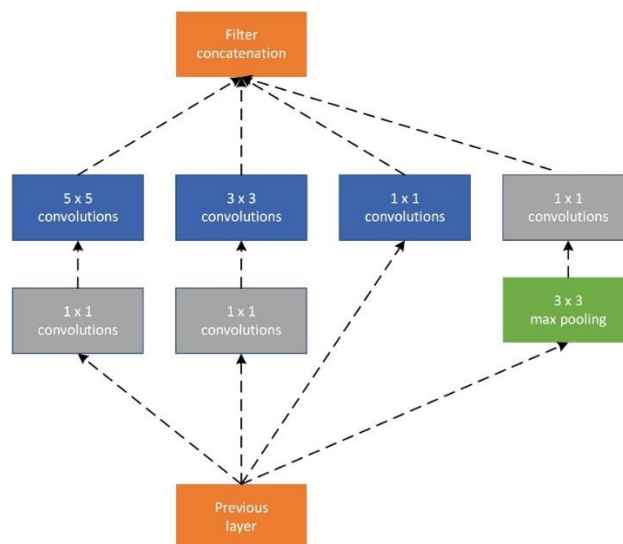 Filter
concatenation
5 x 5
convolutions
3 x 3
convolutions
1 x 1
convolutions
1 x 1
convolutions
1 x 1
convolutions
1 x 1
convolutions
3 x 3
max pooling
Previous
layer